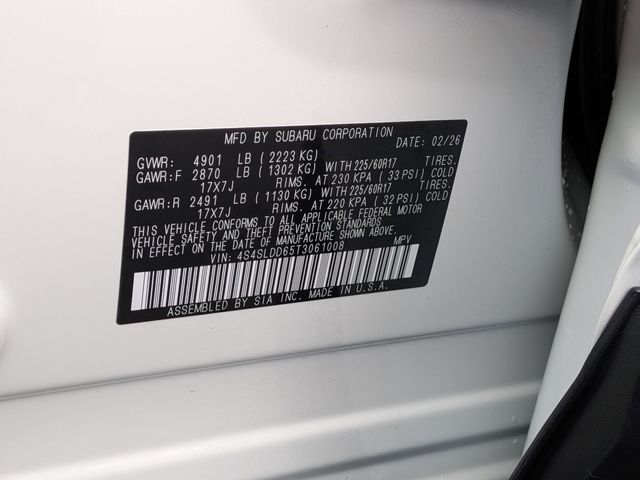 MFD BY SUBARU CORPORATION DATE: 02/26
GVWR: 4901 LB ( 2223 KG)
GAWR: F 2870 LB ( 1302 KG) WITH 225/60R17 TIRES.
17X7J RIMS. AT 230 KPA ( 33 PSI) COLD
GAWR: R 2491 LB ( 1130 KG) WITH 225/60R17 TIRES.
17X7J RIMS. AT 220 KPA ( 32 PSI) COLD
THIS VEHICLE CONFORMS TO ALL APPLICABLE FEDERAL MOTOR
VEHICLE SAFETY AND THEFT PREVENTION STANDARDS
IN EFFECT ON THE DATE OF MANUFACTURE SHOWN ABOVE.
VIN: 4S4SLDD65T3061008 MPV
ASSEMBLED BY SIA INC. MADE IN U.S.A.